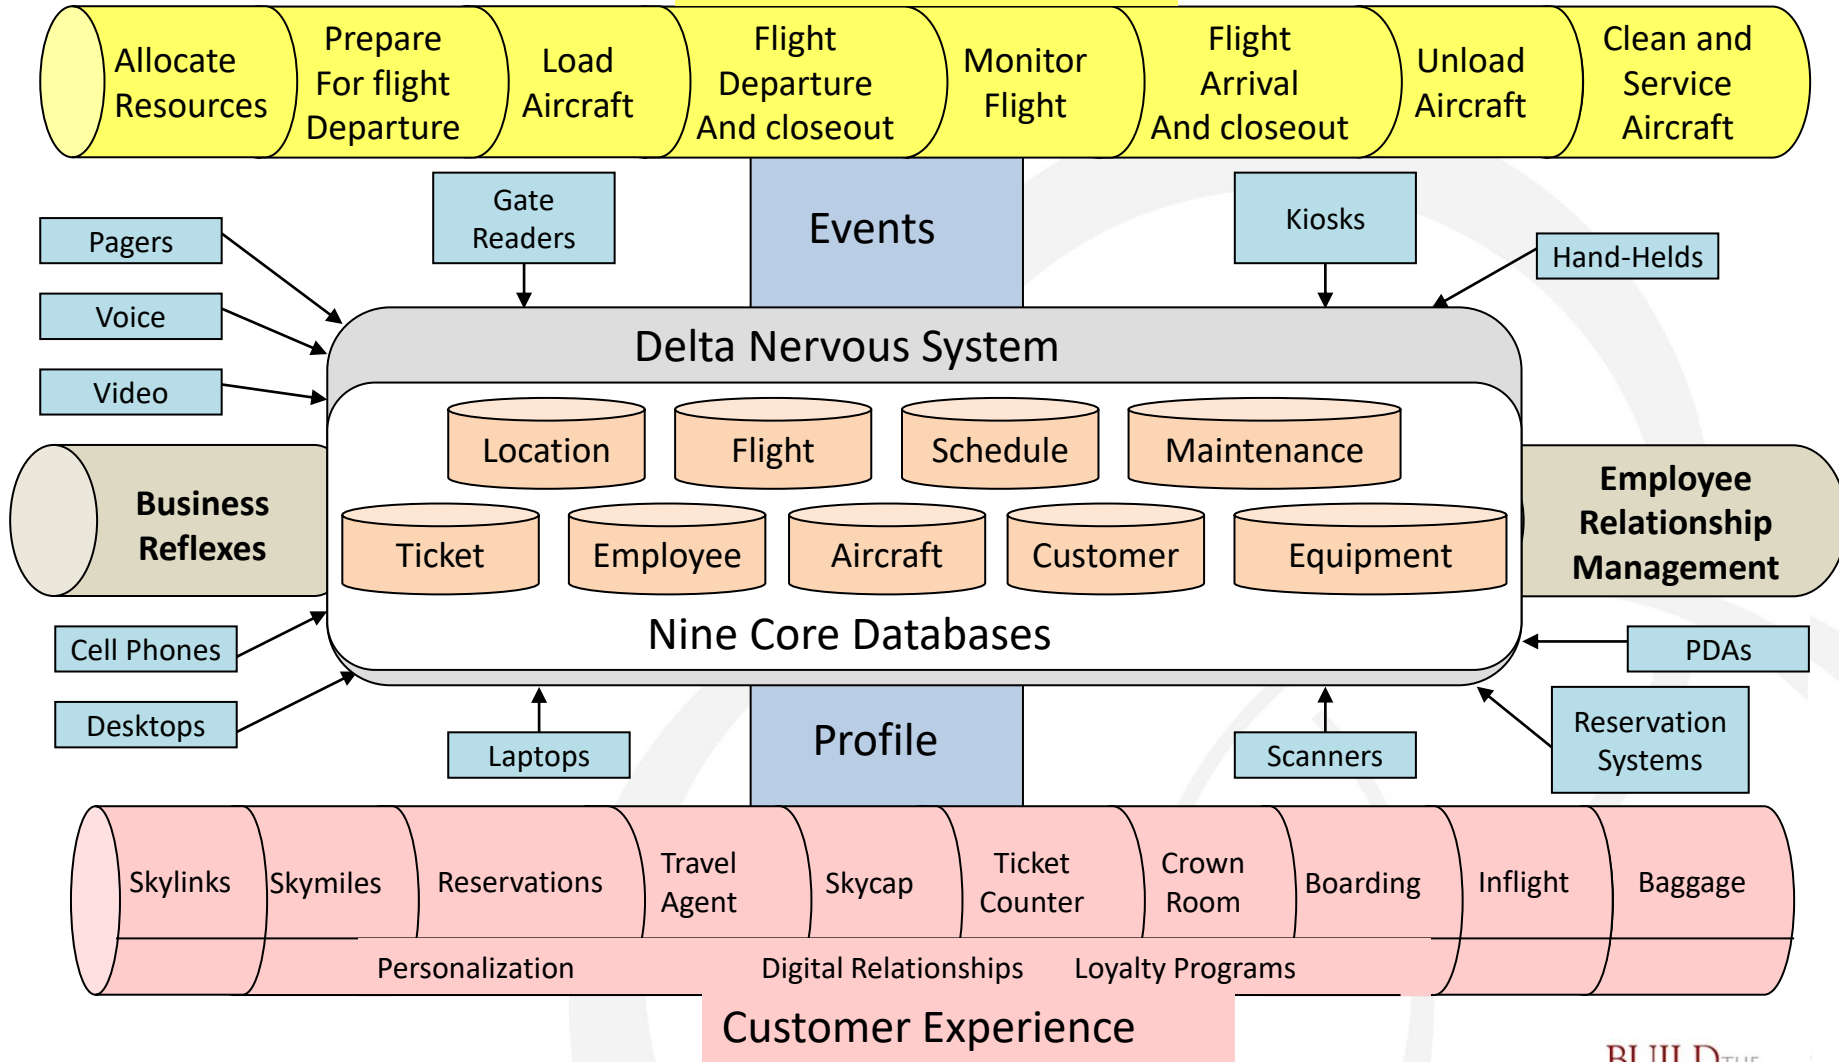 Allocate
Resources
Prepare
For flight
Departure
Load
Aircraft
Flight
Departure
And closeout
Monitor
Flight
Flight
Arrival
And closeout
Unload
Aircraft
Clean and
Service
Aircraft
Gate
Readers
Events
Kiosks
Pagers
Hand-Helds
Voice
Video
Delta Nervous System
Location
Flight
Schedule
Maintenance
Business
Reflexes
Ticket
Employee
Aircraft
Customer
Equipment
Employee
Relationship
Management
Nine Core Databases
Cell Phones
PDAs
Desktops
Laptops
Profile
Scanners
Reservation
Systems
Skylinks
Skymiles
Reservations
Travel
Agent
Skycap
Ticket
Counter
Crown
Room
Boarding
Inflight
Baggage
Personalization
Digital Relationships
Loyalty Programs
Customer Experience
BUILD THE